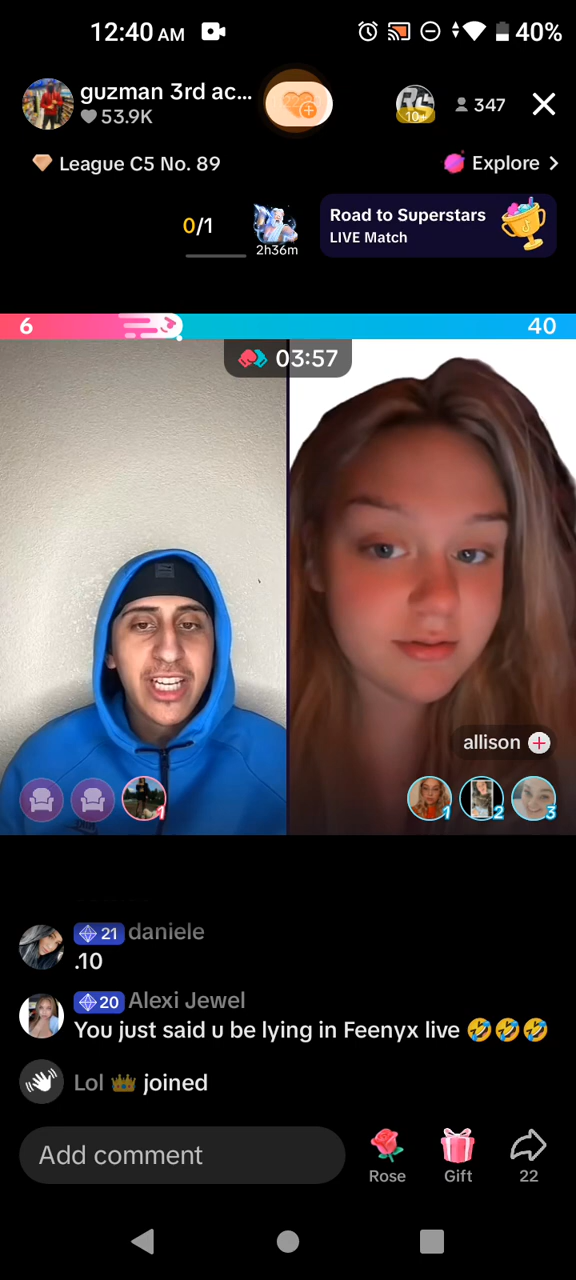 12:40 AM
40%
guzman 3rd ac...
53.9K
10+
347
League C5 No. 89
Explore >
0/1
2h36m
Road to Superstars
LIVE Match
6
40
03:57
allison
1
1
2
3
21 daniele
.10
20 Alexi Jewel
You just said u be lying in Feenyx live 🤣🤣🤣
Lol 👑 joined
Add comment
Rose
Gift
22